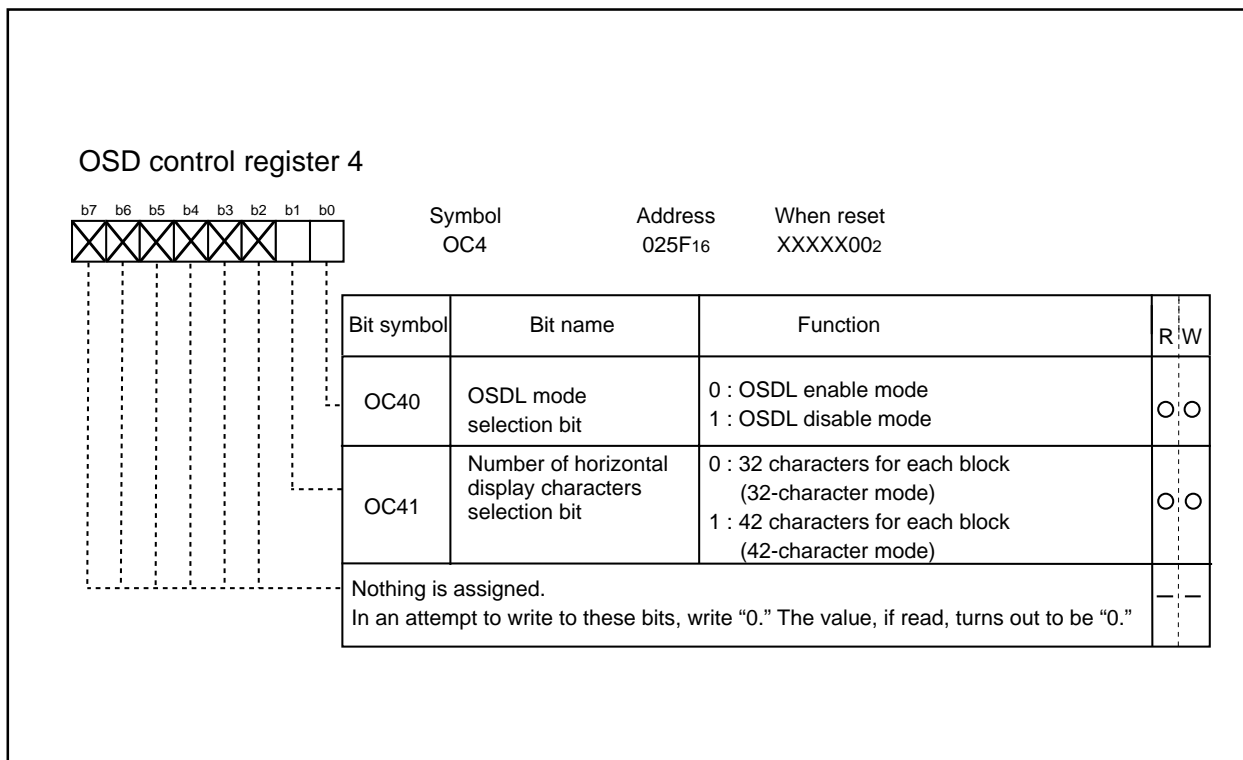 OSD control register 4
b7 b6 b5 b4 b3 b2 b1 b0
Symbol Address When reset
OC4 025F16 XXXXX002
Bit symbol Bit name Function R W
OC40 OSDL mode selection bit 0 : OSDL enable mode
1 : OSDL disable mode
OC41 Number of horizontal display characters selection bit 0 : 32 characters for each block
(32-character mode)
1 : 42 characters for each block
(42-character mode)
Nothing is assigned.
In an attempt to write to these bits, write “0.” The value, if read, turns out to be “0.”